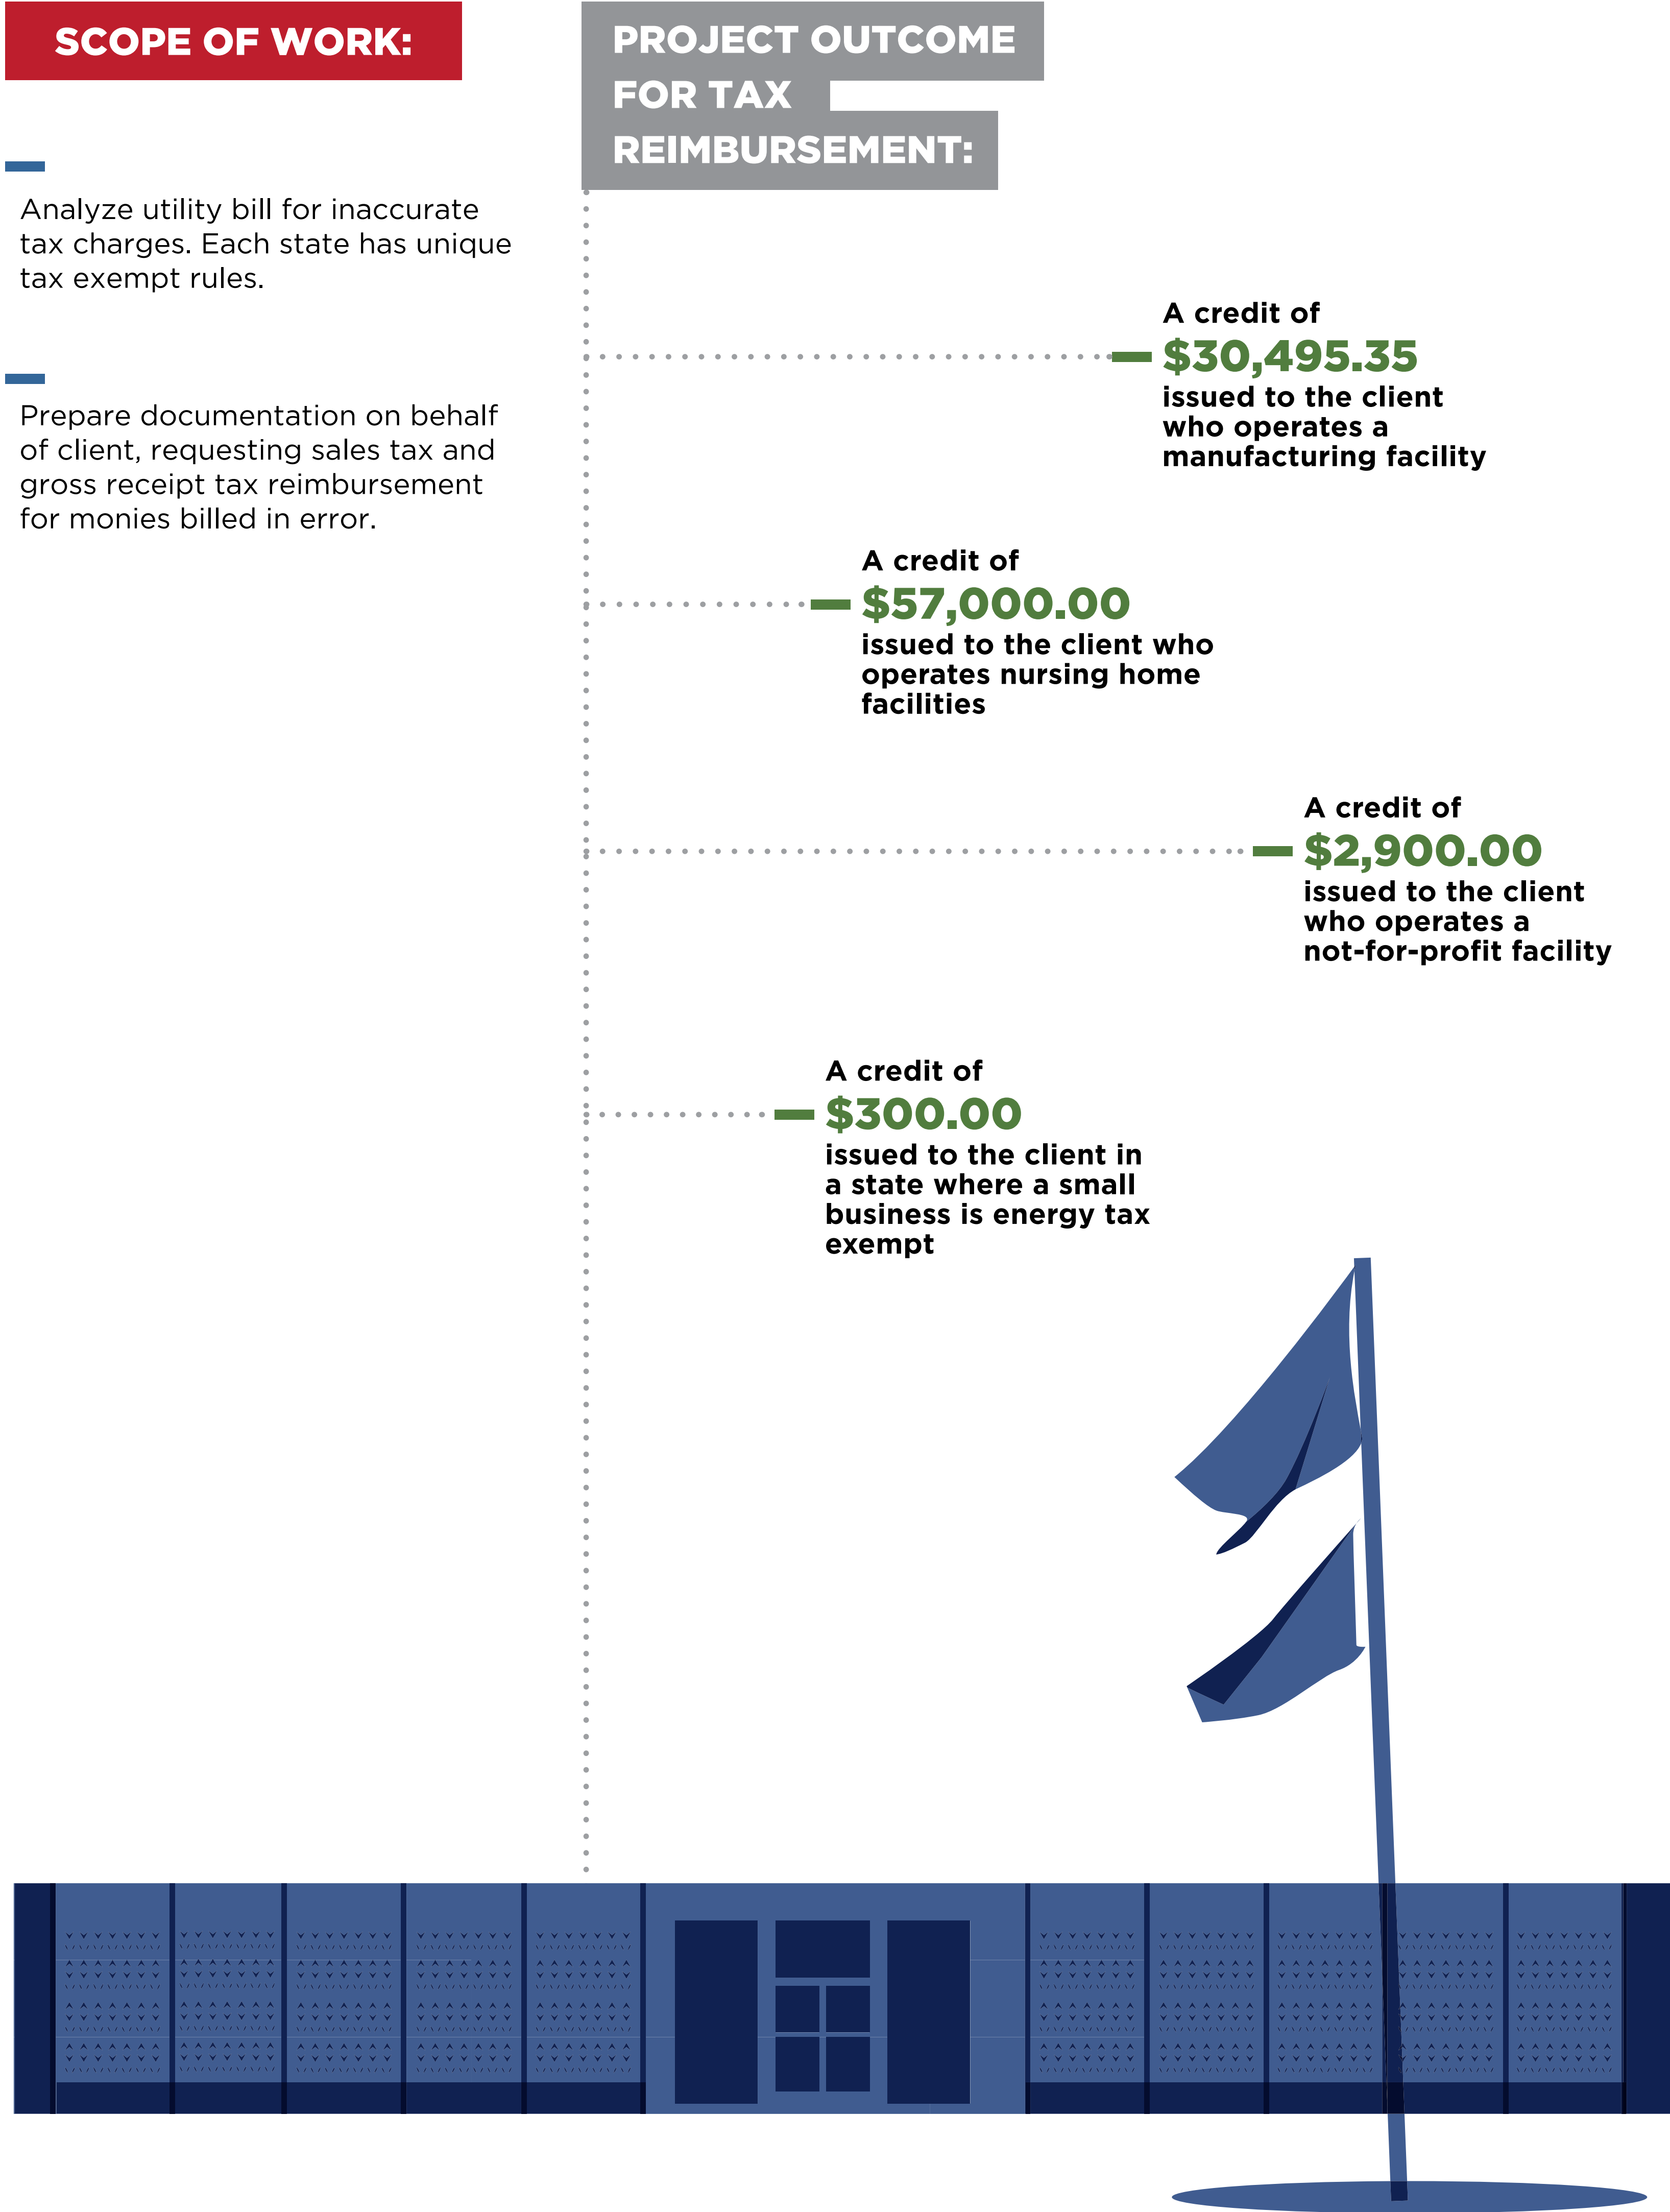 SCOPE OF WORK:
Analyze utility bill for inaccurate
tax charges. Each state has unique
tax exempt rules.
Prepare documentation on behalf
of client, requesting sales tax and
gross receipt tax reimbursement
for monies billed in error.
PROJECT OUTCOME
FOR TAX
REIMBURSEMENT:
A credit of
$30,495.35
issued to the client
who operates a
manufacturing facility
A credit of
$57,000.00
issued to the client who
operates nursing home
facilities
A credit of
$2,900.00
issued to the client
who operates a
not-for-profit facility
A credit of
$300.00
issued to the client in
a state where a small
business is energy tax
exempt